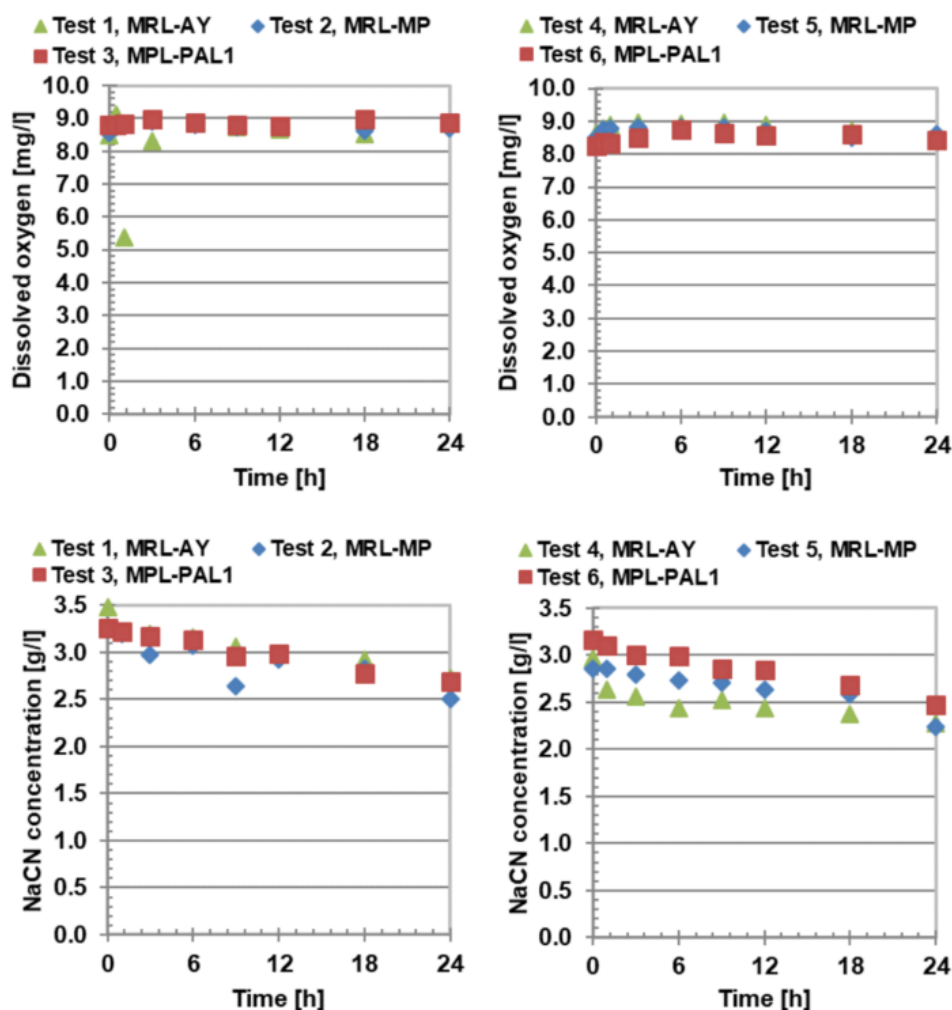 Test 1, MRL-AY Test 2, MRL-MP
Test 3, MPL-PAL1
Dissolved oxygen [mg/l]
10.0
9.0
8.0
7.0
6.0
5.0
4.0
3.0
2.0
1.0
0.0
0 6 12 18 24
Time [h]
Test 4, MRL-AY Test 5, MRL-MP
Test 6, MPL-PAL1
Dissolved oxygen [mg/l]
10.0
9.0
8.0
7.0
6.0
5.0
4.0
3.0
2.0
1.0
0.0
0 6 12 18 24
Time [h]
Test 1, MRL-AY Test 2, MRL-MP
Test 3, MPL-PAL1
NaCN concentration [g/l]
3.5
3.0
2.5
2.0
1.5
1.0
0.5
0.0
0 6 12 18 24
Time [h]
Test 4, MRL-AY Test 5, MRL-MP
Test 6, MPL-PAL1
NaCN concentration [g/l]
3.5
3.0
2.5
2.0
1.5
1.0
0.5
0.0
0 6 12 18 24
Time [h]